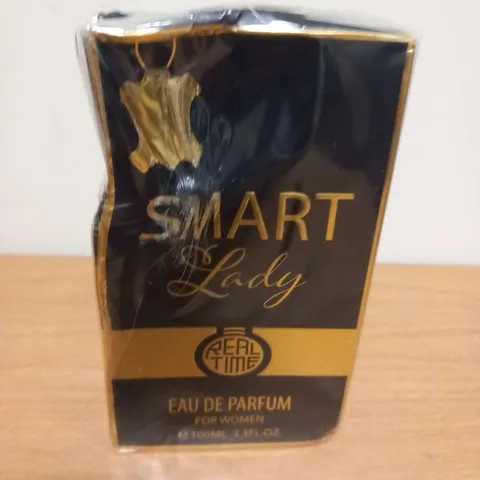 SMART
Lady
REAL
TIME
EAU DE PARFUM
FOR WOMEN
℮ 100ML 3.3FL.OZ